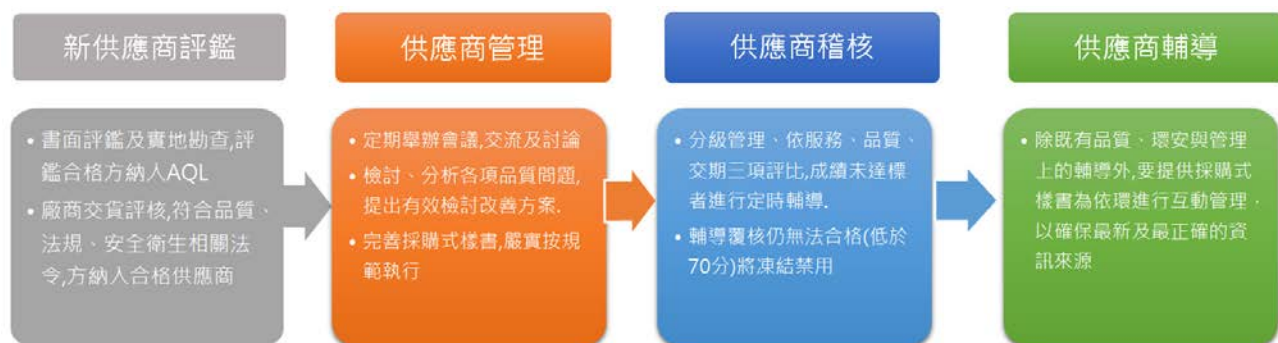 新供應商評鑑
• 書面評鑑及實地勘查,評
鑑合格方納入AQL
• 廠商交貨評核,符合品質、
法規、安全衛生相關法
令,方納入合格供應商
供應商管理
• 定期舉辦會議,交流及討論
• 檢討、分析各項品質問題,
提出有效檢討改善方案.
• 完善採購式樣書,嚴實按規
範執行
供應商稽核
• 分級管理、依服務、品質、
交期三項評比,成績未達標
者進行定時輔導.
• 輔導覆核仍無法合格(低於
70分)將凍結禁用
供應商輔導
• 除既有品質、環安與管理
上的輔導外,要提供採購式
樣書為依環進行互動管理,
以確保最新及最正確的資
訊來源